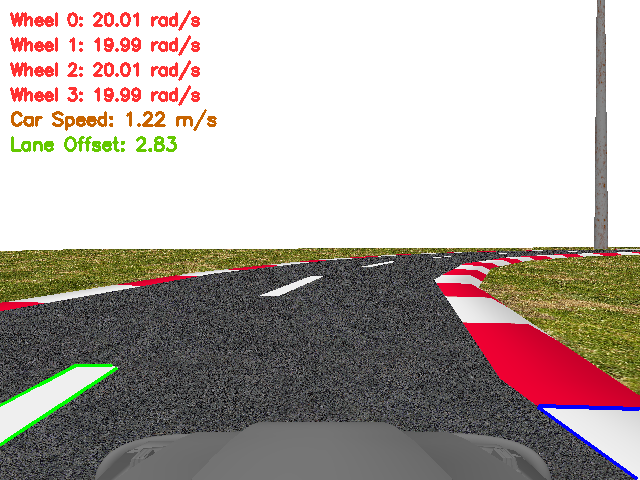 Wheel 0: 20.01 rad/s
Wheel 1: 19.99 rad/s
Wheel 2: 20.01 rad/s
Wheel 3: 19.99 rad/s
Car Speed: 1.22 m/s
Lane Offset: 2.83